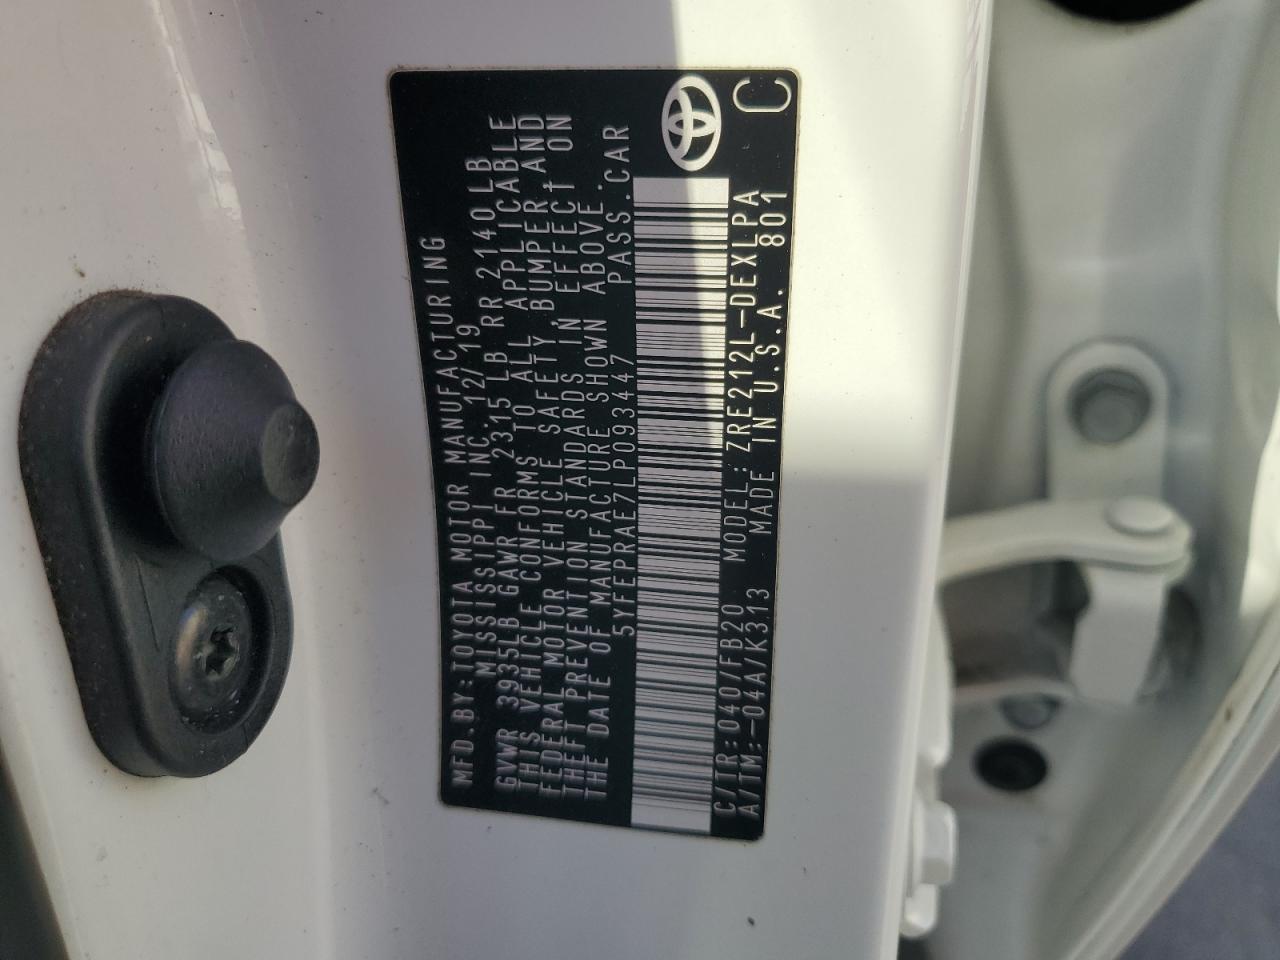 MFD.BY:TOYOTA MOTOR MANUFACTURING
MISSISSIPPI INC. 12/19
GVWR 3935LB GAWR FR 2315LB RR 2140LB
THIS VEHICLE CONFORMS TO ALL APPLICABLE
FEDERAL MOTOR VEHICLE SAFETY, BUMPER, AND
THEFT PREVENTION STANDARDS IN EFFECT ON
THE DATE OF MANUFACTURE SHOWN ABOVE.
5YFEPRAE7LP093447 PASS.CAR
C/TR:040/FB20 MODEL:ZRE212L-DEXLPA
A/TM:-04A/K313 MADE IN U.S.A. 801
C